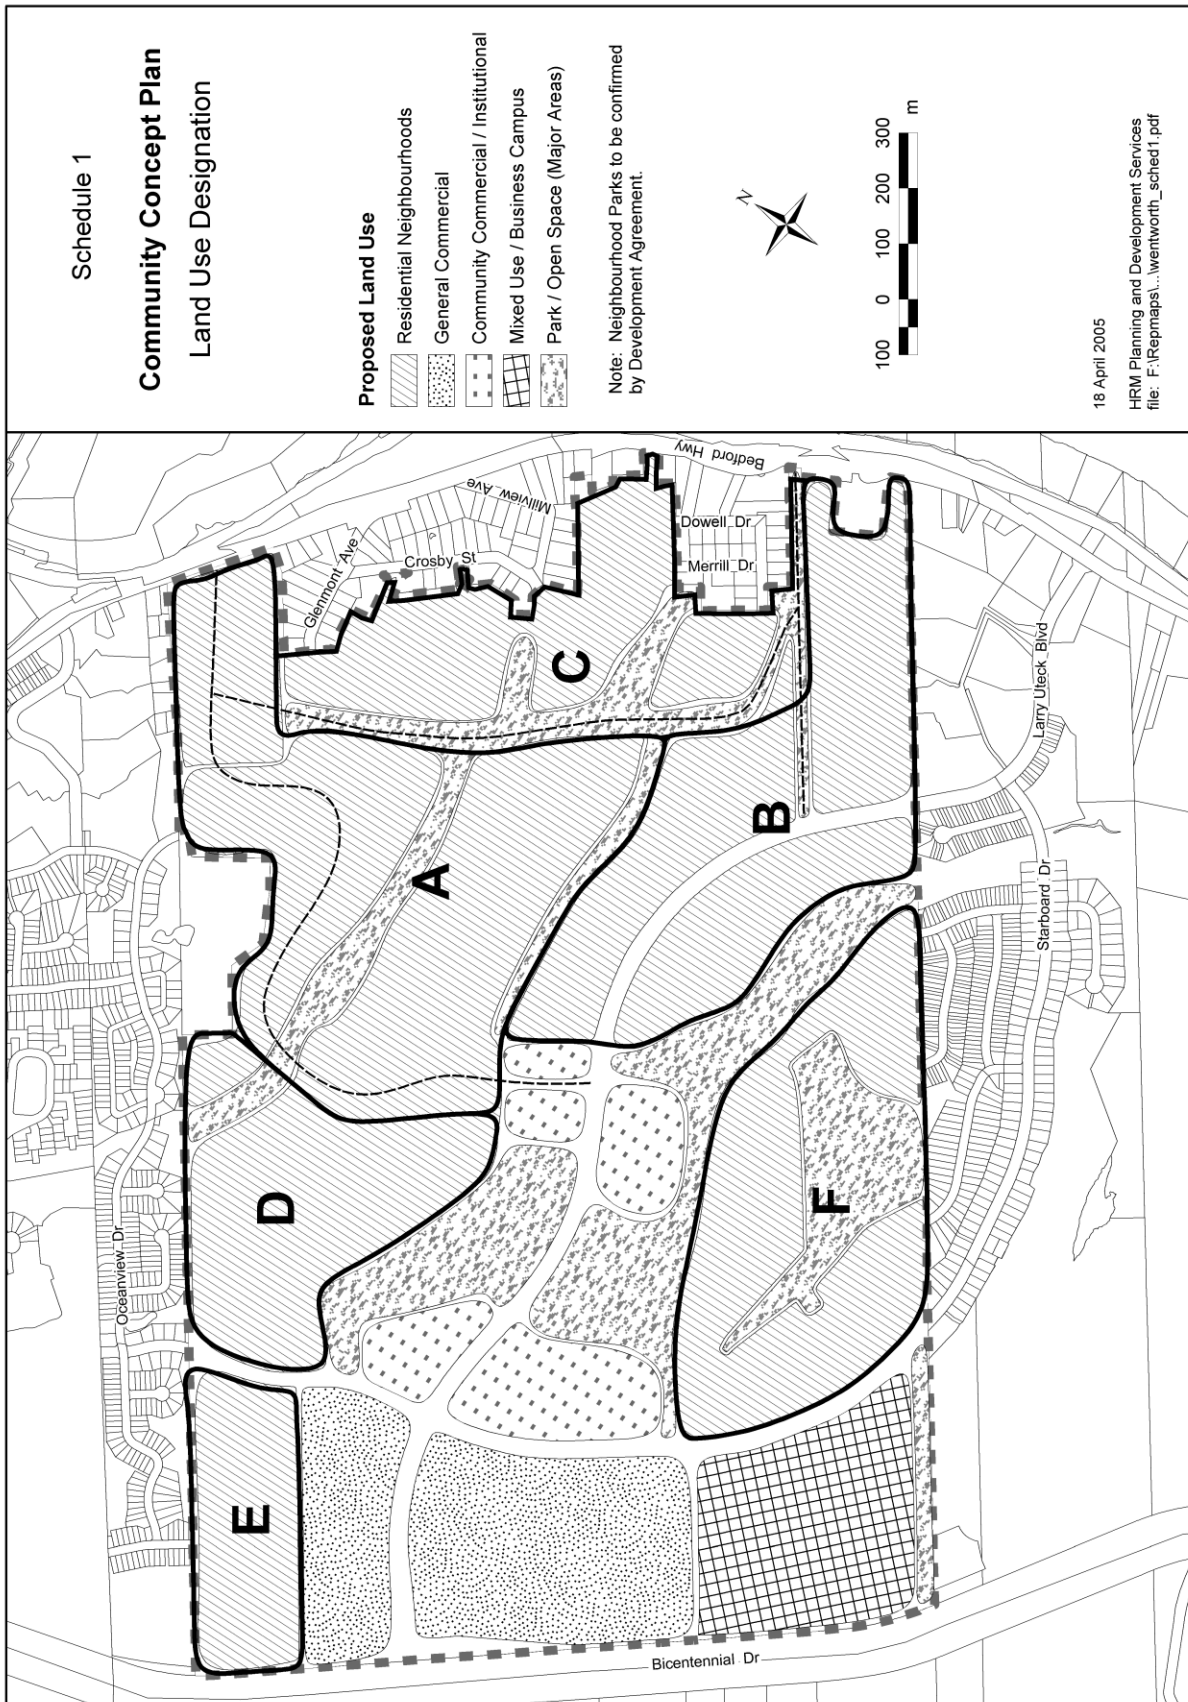 Schedule 1
Community Concept Plan
Land Use Designation
Proposed Land Use
Residential Neighbourhoods
General Commercial
Community Commercial / Institutional
Mixed Use / Business Campus
Park / Open Space (Major Areas)
Note: Neighbourhood Parks to be confirmed
by Development Agreement.
N
100 0 100 200 300
m
18 April 2005
HRM Planning and Development Services
file: F:\Repmaps\...\wentworth_sched1.pdf
Bedford Hwy
Millview Ave
Glenmont Ave
Crosby St
Dowell Dr
Merrill Dr
Larry Uteck Blvd
Starboard Dr
Oceanview Dr
Bicentennial Dr
A
B
C
D
E
F